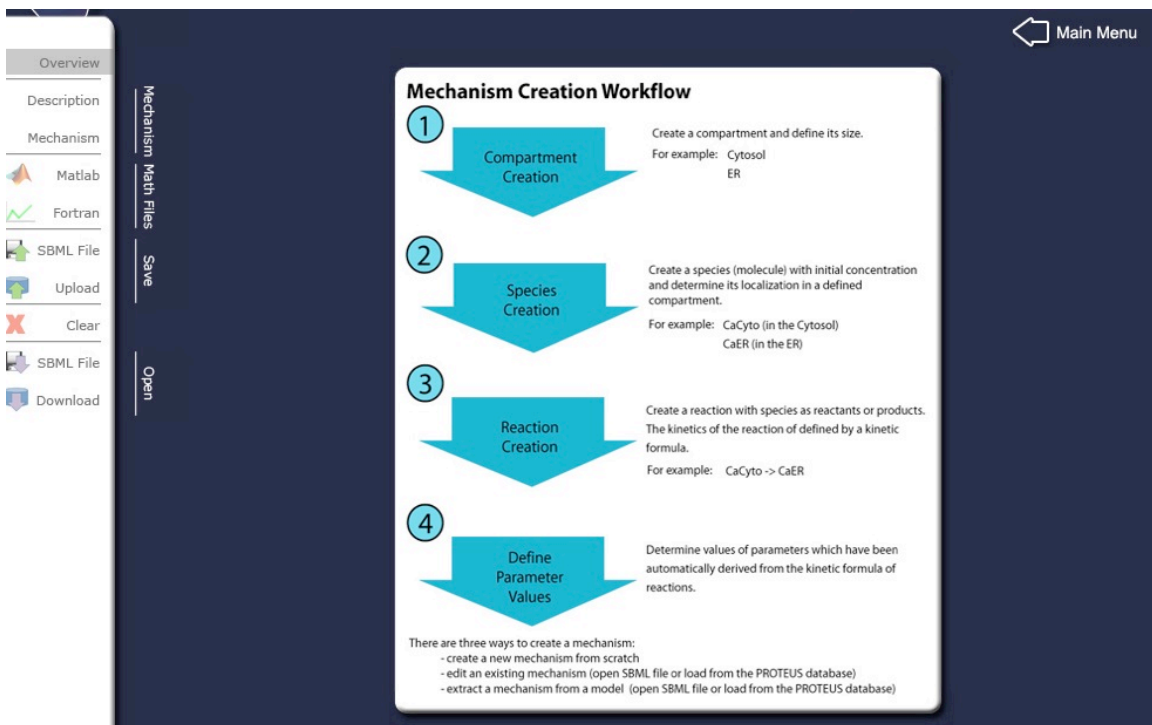 Main Menu
Overview
Description
Mechanism
Matlab
Fortran
SBML File
Upload
Clear
SBML File
Download
Mechanism
Math Files
Save
Open
Mechanism Creation Workflow
1
Compartment
Creation
Create a compartment and define its size.
For example: Cytosol
ER
2
Species
Creation
Create a species (molecule) with initial concentration
and determine its localization in a defined
compartment.
For example: CaCyto (in the Cytosol)
CaER (in the ER)
3
Reaction
Creation
Create a reaction with species as reactants or products.
The kinetics of the reaction of defined by a kinetic
formula.
For example: CaCyto -> CaER
4
Define
Parameter
Values
Determine values of parameters which have been
automatically derived from the kinetic formula of
reactions.
There are three ways to create a mechanism:
- create a new mechanism from scratch
- edit an existing mechanism (open SBML file or load from the PROTEUS database)
- extract a mechanism from a model (open SBML file or load from the PROTEUS database)